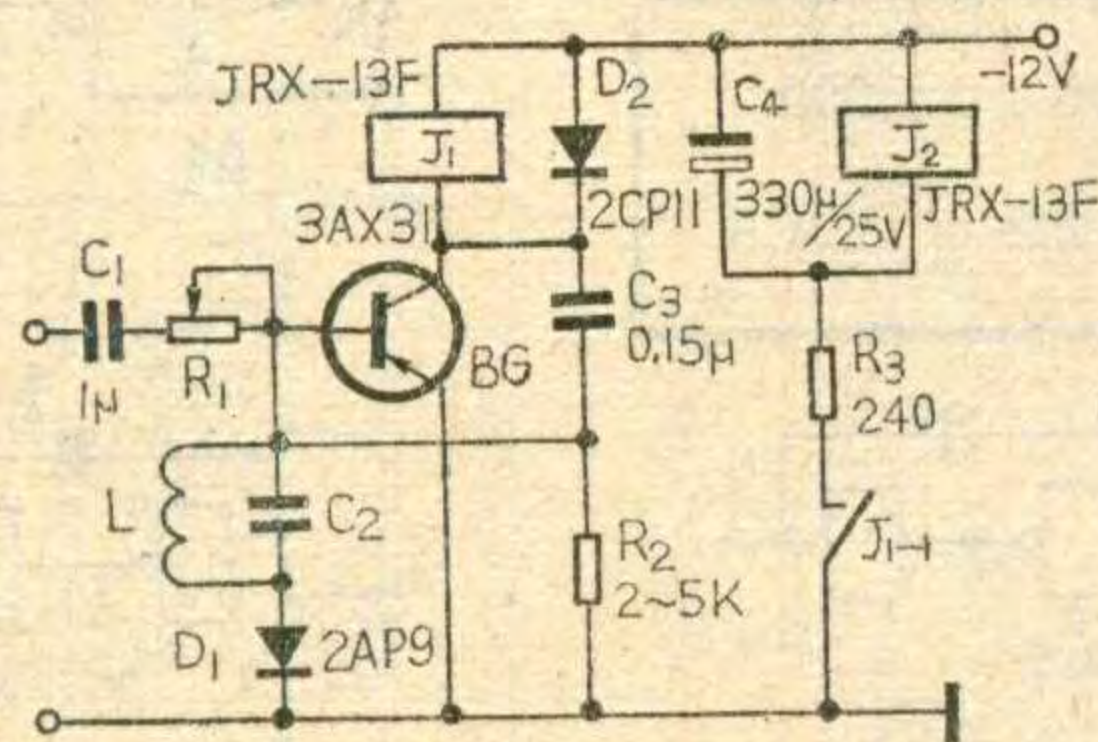 JRX-13F
J₁
D₂
2CP11
C₄
330μ/25V
-12V
J₂
JRX-13F
3AX31
BG
C₁
1μ
R₁
C₃
0.15μ
R₃
240
L
C₂
R₂
2~5K
J₁-1
D₁
2AP9